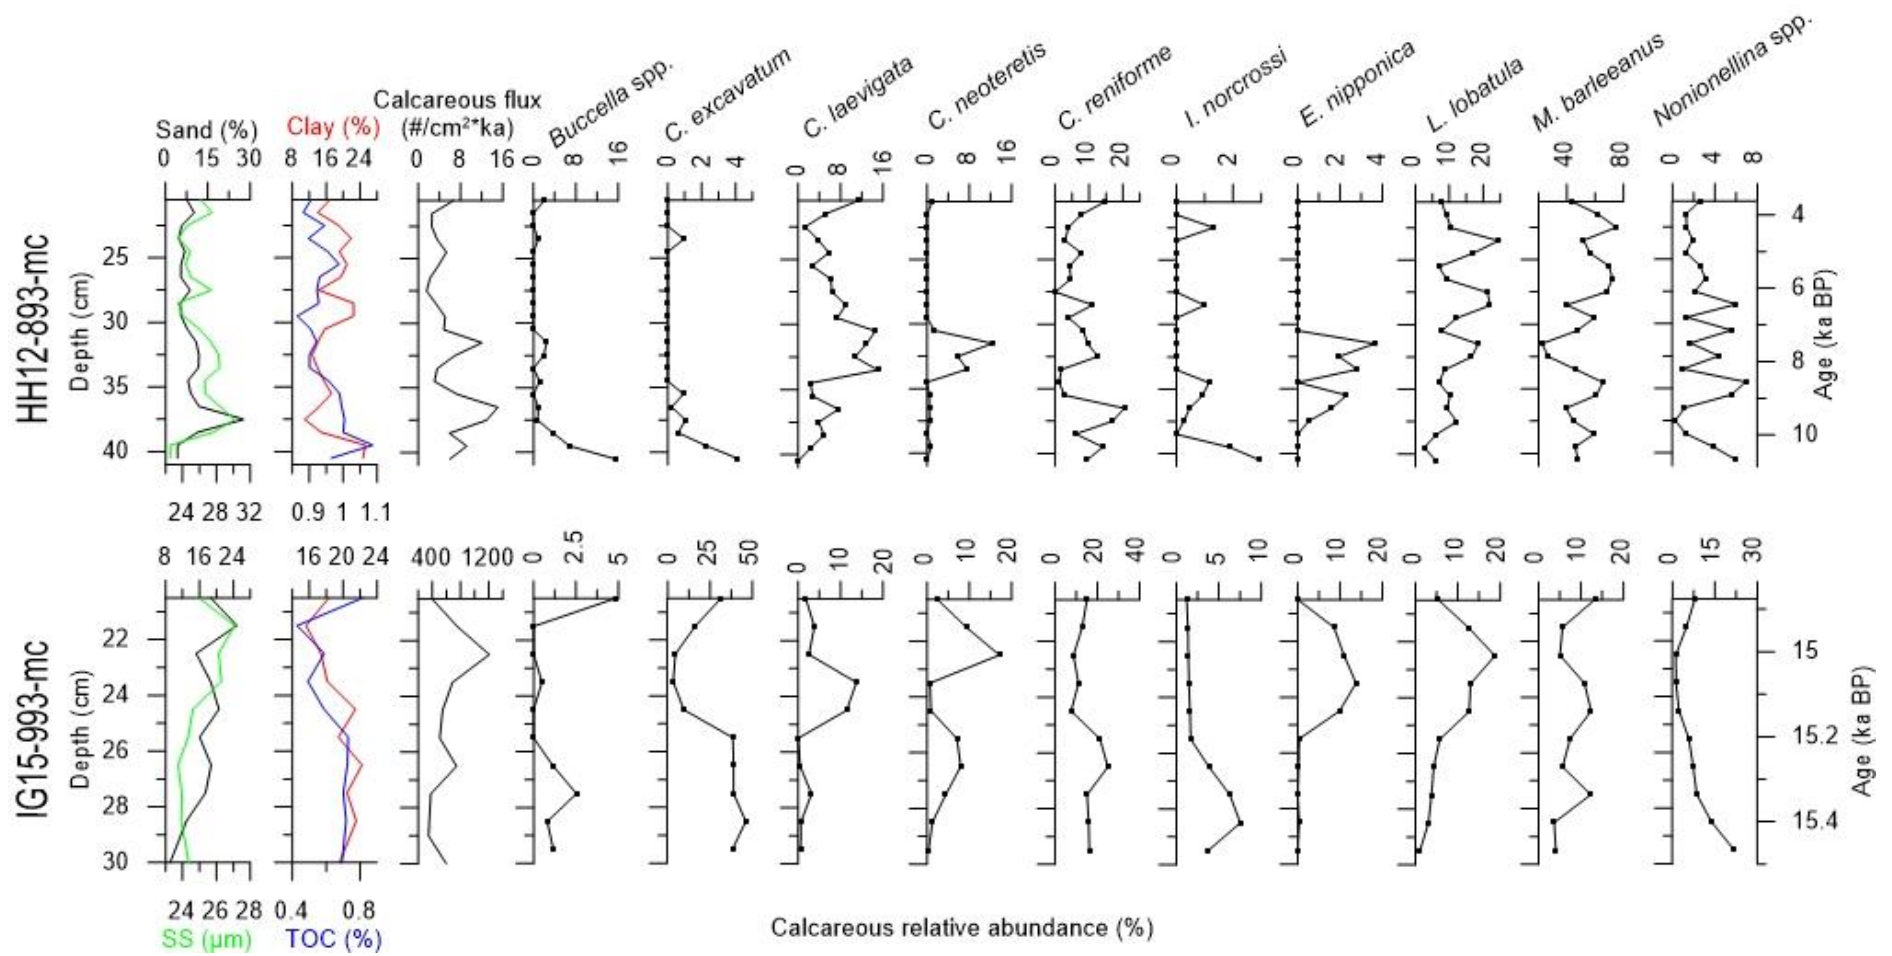 Sand (%) Clay (%) Calcareous flux (#/cm²*ka) Buccella spp. C. excavatum C. laevigata C. neoteretis C. reniforme I. norcrossi E. nipponica L. lobatula M. barleeanus Nonionellina spp.
0 15 30 8 16 24 0 8 16 0 8 16 0 2 4 0 8 16 0 8 16 0 10 20 0 2 0 2 4 0 10 20 40 80 0 4 8
HH12-893-mc
Depth (cm)
25
30
35
40
4
6
8
10
Age (ka BP)
24 28 32 0.9 1 1.1
8 16 24 16 20 24 400 1200 0 2.5 5 0 25 50 0 10 20 0 10 20 0 20 40 0 5 10 0 10 20 0 10 20 0 10 20 0 15 30
IG15-993-mc
Depth (cm)
22
24
26
28
30
15
15.2
15.4
Age (ka BP)
24 26 28 0.4 0.8
SS (µm) TOC (%)
Calcareous relative abundance (%)